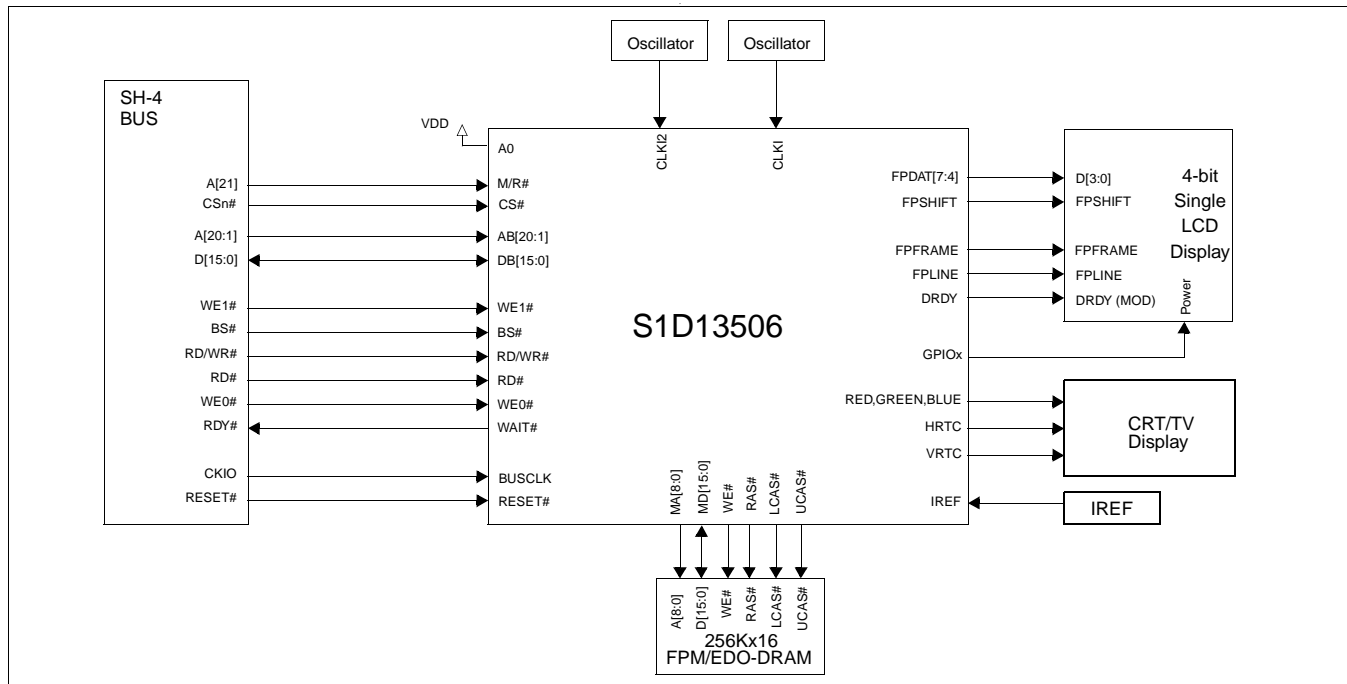 Oscillator
Oscillator
SH-4
BUS
VDD
A0
CLKI2
CLKI
A[21]
M/R#
CSn#
CS#
A[20:1]
AB[20:1]
D[15:0]
DB[15:0]
WE1#
WE1#
BS#
BS#
RD/WR#
RD/WR#
RD#
RD#
WE0#
WE0#
RDY#
WAIT#
CKIO
BUSCLK
RESET#
RESET#
S1D13506
FPDAT[7:4]
D[3:0]
FPSHIFT
FPSHIFT
FPFRAME
FPFRAME
FPLINE
FPLINE
DRDY
DRDY (MOD)
4-bit
Single
LCD
Display
Power
GPIOx
RED,GREEN,BLUE
HRTC
VRTC
CRT/TV
Display
IREF
IREF
MA[8:0]
MD[15:0]
WE#
RAS#
LCAS#
UCAS#
A[8:0]
D[15:0]
WE#
RAS#
LCAS#
UCAS#
256Kx16
FPM/EDO-DRAM